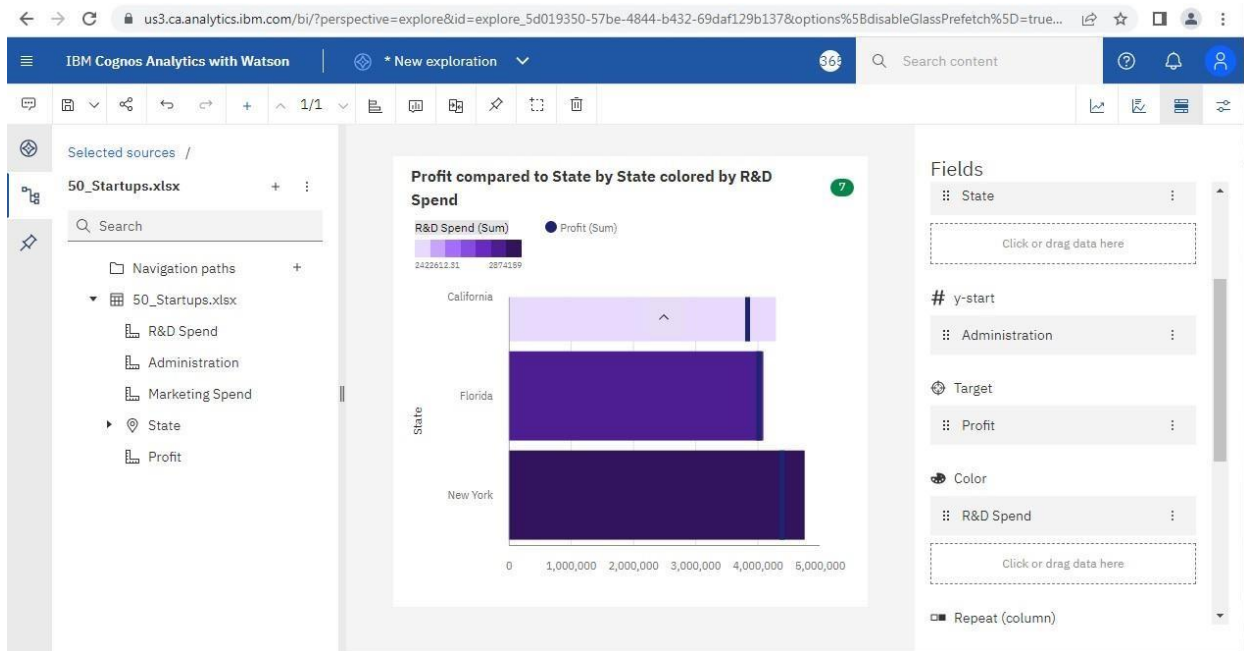 us3.ca.analytics.ibm.com/bi/?perspective=explore&id=explore_5d019350-57be-4844-b432-69daf129b137&options%5BdisableGlassPrefetch%5D=true...
IBM Cognos Analytics with Watson
* New exploration
Search content
1/1
Selected sources /
50_Startups.xlsx
Search
Navigation paths
50_Startups.xlsx
R&D Spend
Administration
Marketing Spend
State
Profit
Profit compared to State by State colored by R&D
Spend
7
R&D Spend (Sum)
Profit (Sum)
2422612.31 2874159
California
Florida
New York
State
0 1,000,000 2,000,000 3,000,000 4,000,000 5,000,000
Fields
State
Click or drag data here
# y-start
Administration
Target
Profit
Color
R&D Spend
Click or drag data here
Repeat (column)